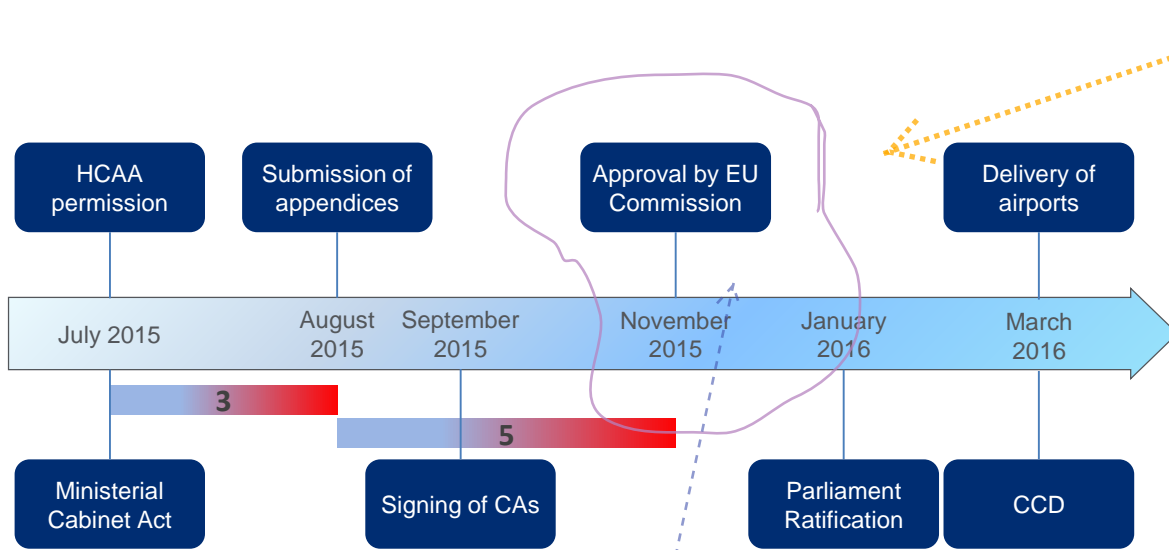 HCAA
permission
Submission of
appendices
Approval by EU
Commission
Delivery of
airports
July 2015
August
2015
September
2015
November
2015
January
2016
March
2016
3
5
Ministerial
Cabinet Act
Signing of CAs
Parliament
Ratification
CCD